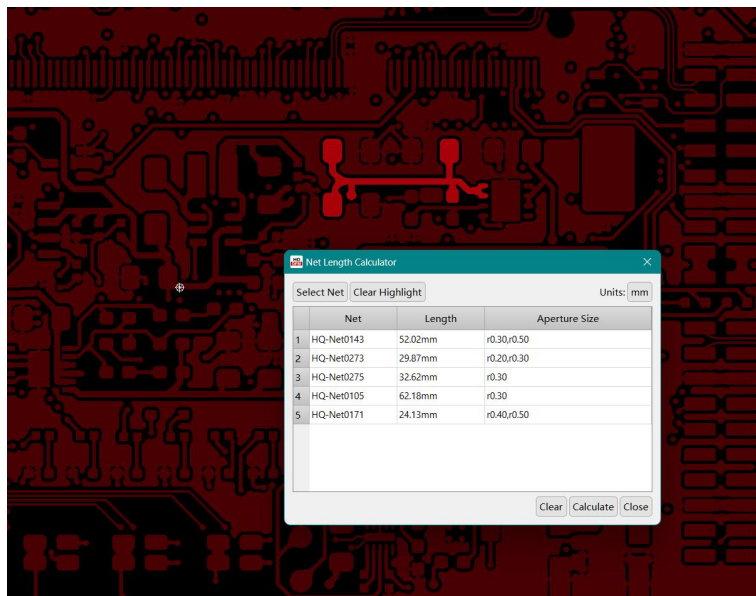 Net Length Calculator
Select Net Clear Highlight Units: mm
Net Length Aperture Size
1 HQ-Net0143 52.02mm r0.30,r0.50
2 HQ-Net0273 29.87mm r0.20,r0.30
3 HQ-Net0275 32.62mm r0.30
4 HQ-Net0105 62.18mm r0.30
5 HQ-Net0171 24.13mm r0.40,r0.50
Clear Calculate Close